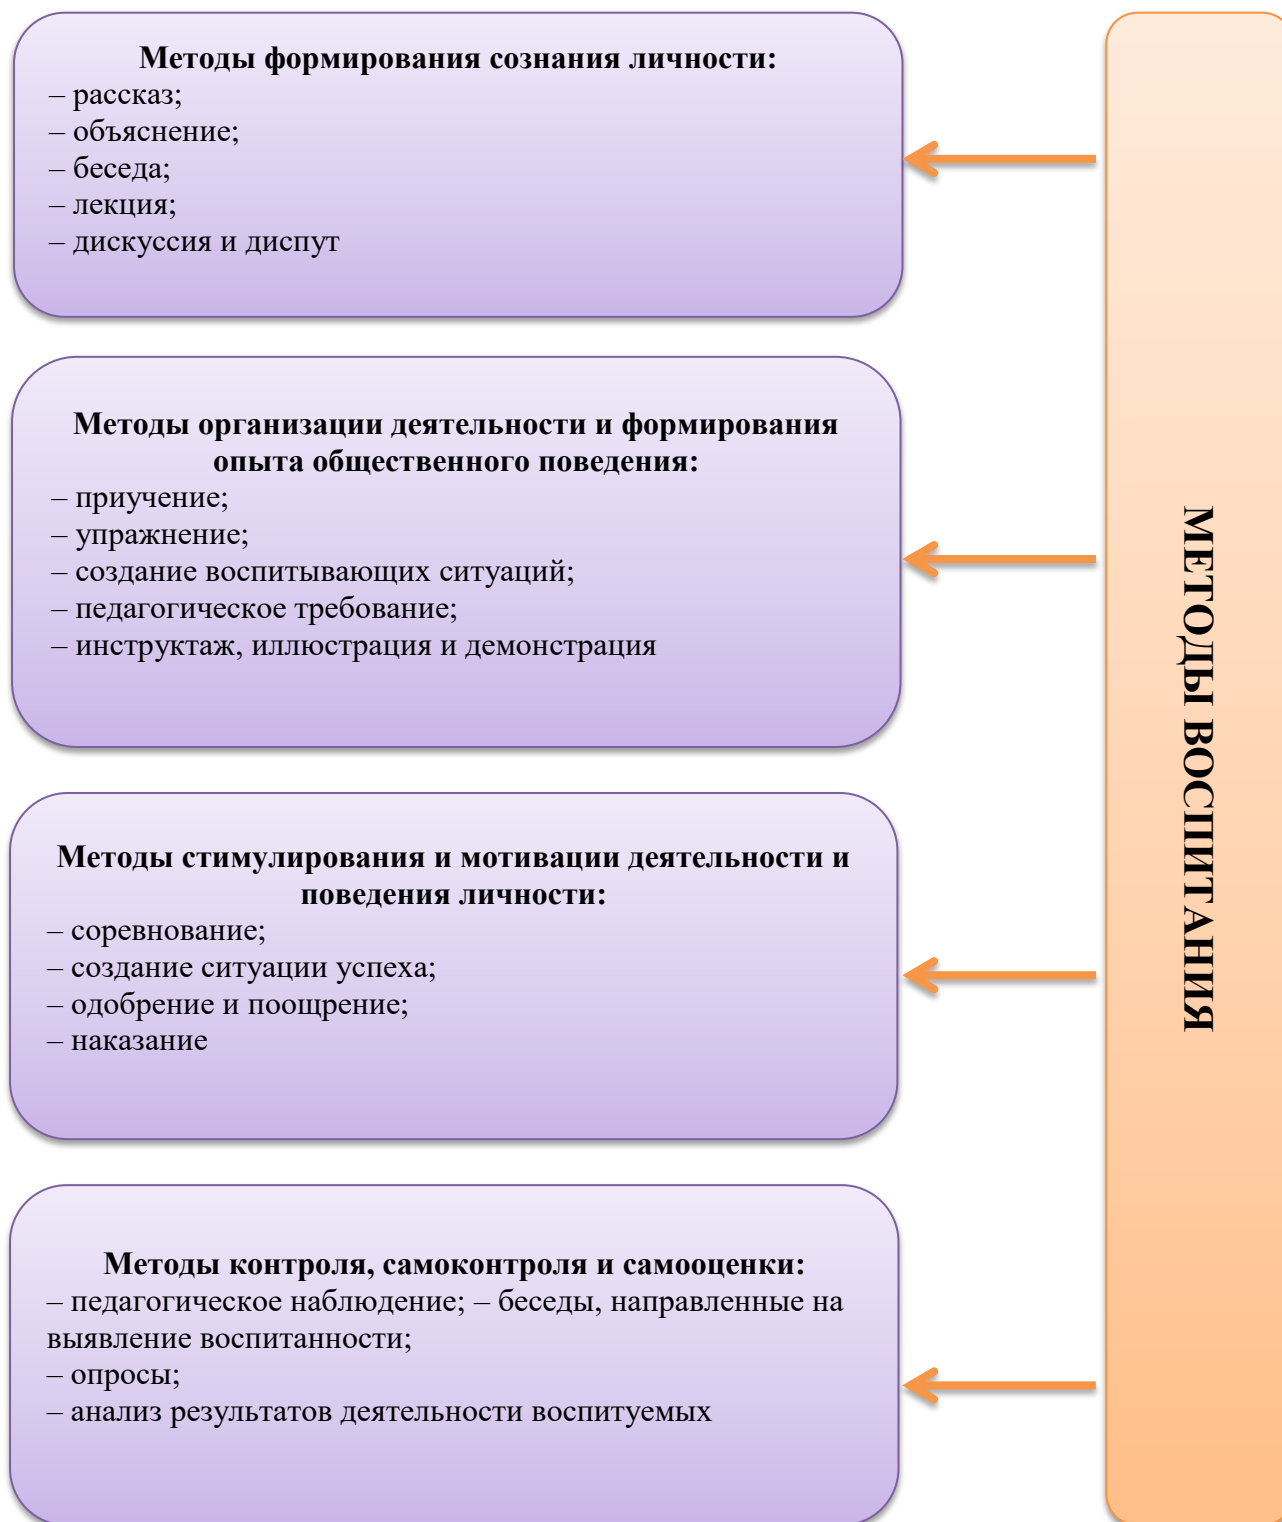 Методы формирования сознания личности:
– рассказ;
– объяснение;
– беседа;
– лекция;
– дискуссия и диспут
Методы организации деятельности и формирования
опыта общественного поведения:
– приучение;
– упражнение;
– создание воспитывающих ситуаций;
– педагогическое требование;
– инструктаж, иллюстрация и демонстрация
Методы стимулирования и мотивации деятельности и
поведения личности:
– соревнование;
– создание ситуации успеха;
– одобрение и поощрение;
– наказание
Методы контроля, самоконтроля и самооценки:
– педагогическое наблюдение; – беседы, направленные на
выявление воспитанности;
– опросы;
– анализ результатов деятельности воспитуемых
МЕТОДЫ ВОСПИТАНИЯ